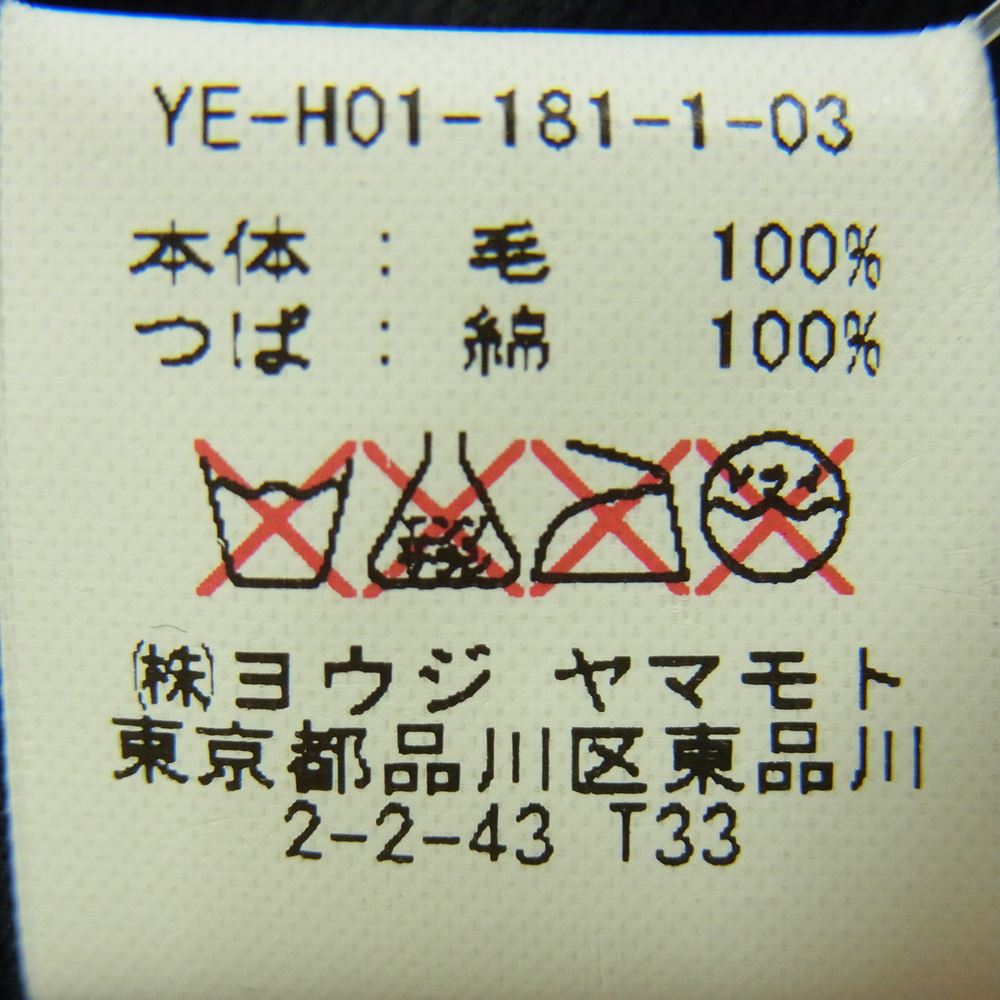 YE-H01-181-1-03
本体 : 毛 100%
つぱ : 綿 100%
㈱ヨウジ ヤマモト
東京都品川区東品川
2-2-43 T33